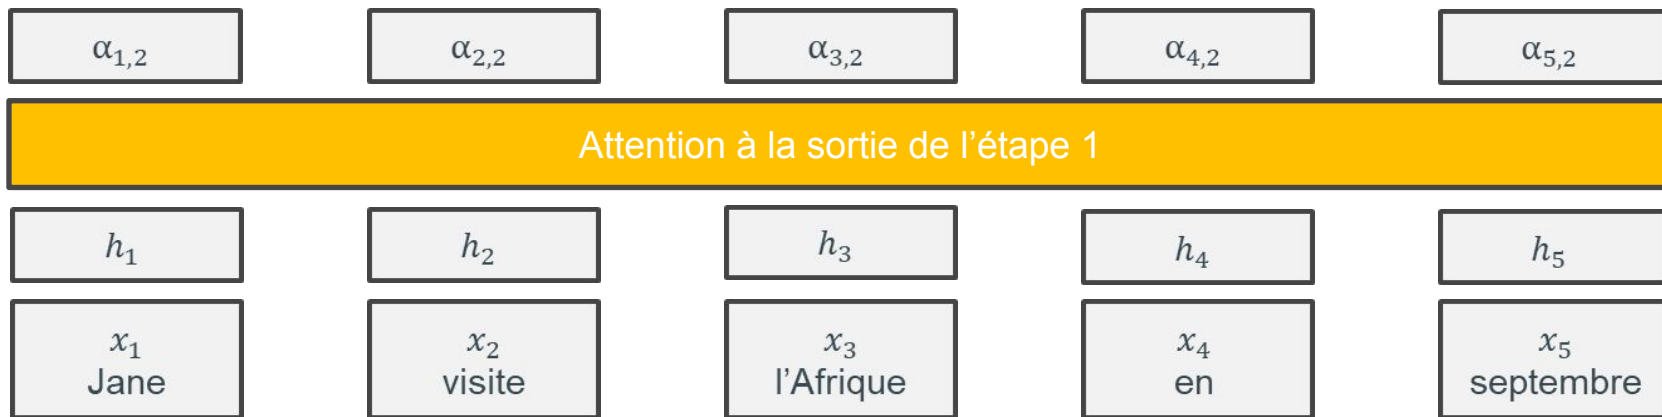 α1,2 α2,2 α3,2 α4,2 α5,2
Attention à la sortie de l’étape 1
h1 h2 h3 h4 h5
x1 x2 x3 x4 x5
Jane visite l’Afrique en septembre